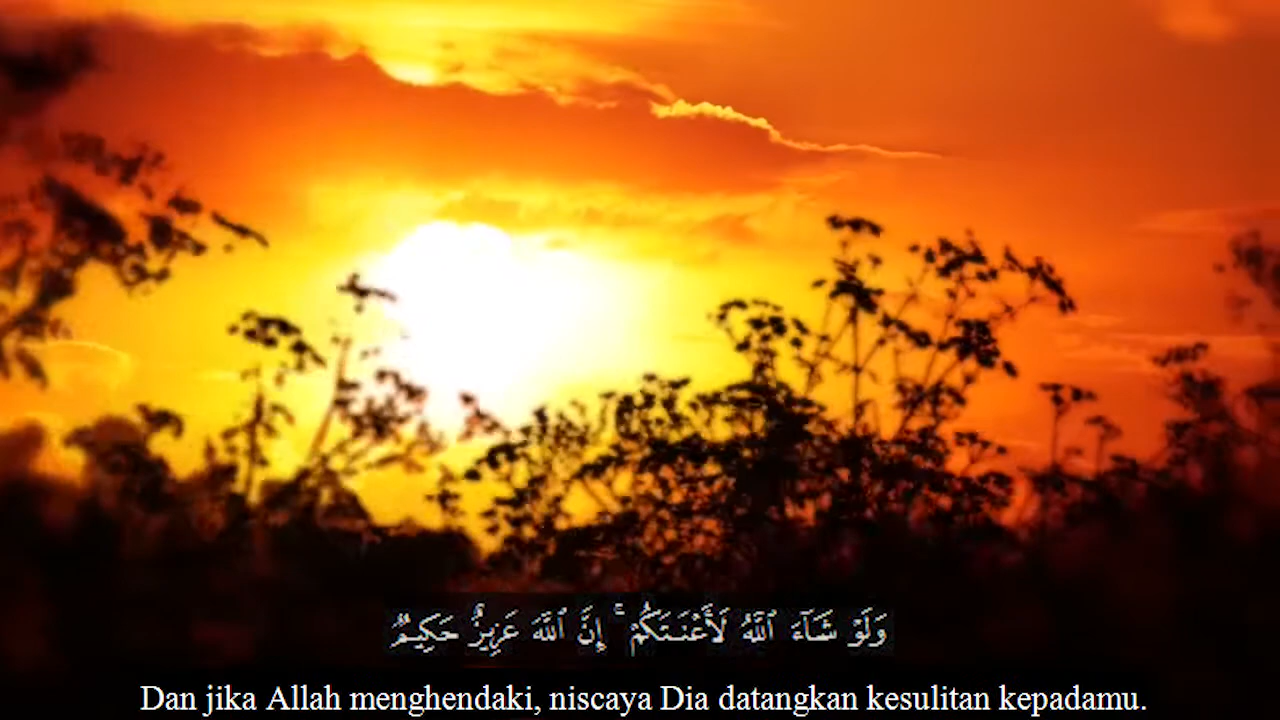 وَلَوْ شَآءَ ٱللَّهُ لَأَعْنَتَكُمْ ۚ إِنَّ ٱللَّهَ عَزِيزٌ حَكِيمٌ
Dan jika Allah menghendaki, niscaya Dia datangkan kesulitan kepadamu.